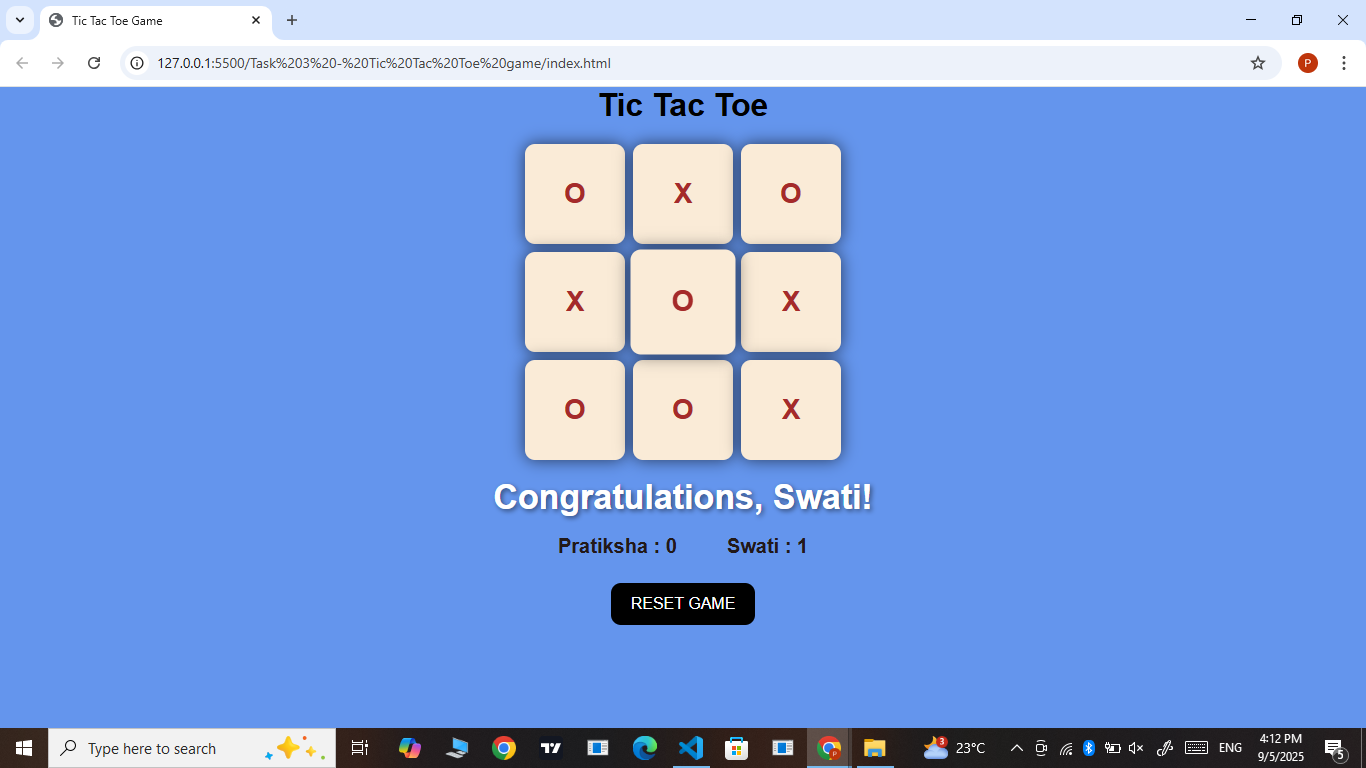 Tic Tac Toe Game
127.0.0.1:5500/Task%203%20-%20Tic%20Tac%20Toe%20game/index.html
P
Tic Tac Toe
O X O
X O X
O O X
Congratulations, Swati!
Pratiksha : 0 Swati : 1
RESET GAME
Type here to search
3
23°C
ENG
4:12 PM
9/5/2025
5